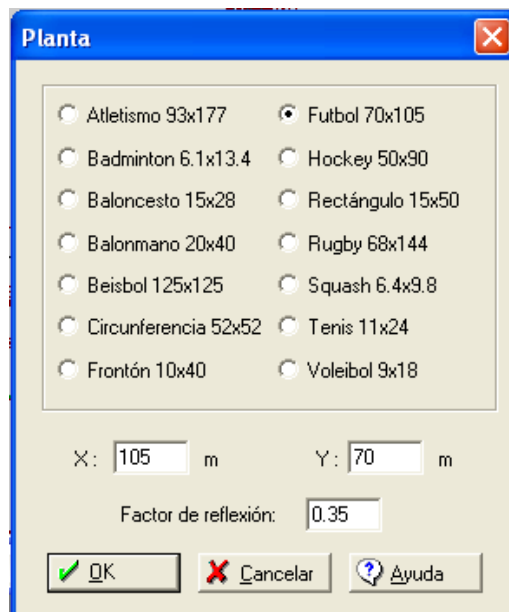 Planta
Atletismo 93x177
Futbol 70x105
Badminton 6.1x13.4
Hockey 50x90
Baloncesto 15x28
Rectángulo 15x50
Balonmano 20x40
Rugby 68x144
Beisbol 125x125
Squash 6.4x9.8
Circunferencia 52x52
Tenis 11x24
Frontón 10x40
Voleibol 9x18
X: 105 m Y: 70 m
Factor de reflexión: 0.35
OK Cancelar Ayuda